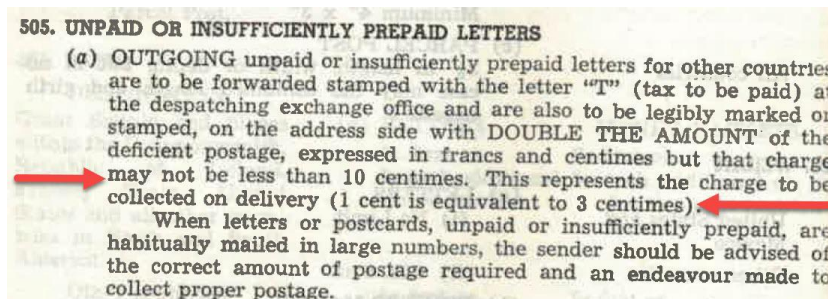 505. UNPAID OR INSUFFICIENTLY PREPAID LETTERS
(a) OUTGOING unpaid or insufficiently prepaid letters for other countries
are to be forwarded stamped with the letter "T" (tax to be paid) at
the despatching exchange office and are also to be legibly marked or
stamped, on the address side with DOUBLE THE AMOUNT of the
deficient postage, expressed in francs and centimes but that charge
may not be less than 10 centimes. This represents the charge to be
collected on delivery (1 cent is equivalent to 3 centimes).
When letters or postcards, unpaid or insufficiently prepaid, are
habitually mailed in large numbers, the sender should be advised of
the correct amount of postage required and an endeavour made to
collect proper postage.